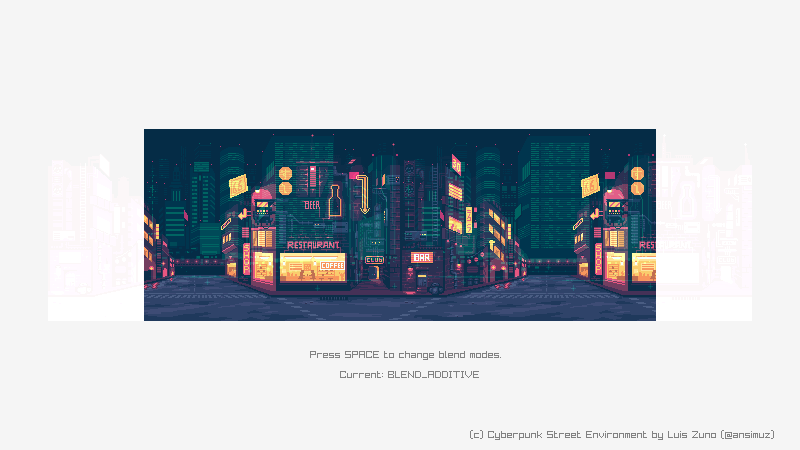 BEER
RESTAURANT
COFFEE
CLUB
BAR
Press SPACE to change blend modes.
Current: BLEND_ADDITIVE
(c) Cyberpunk Street Environment by Luis Zuno (@ansimuz)